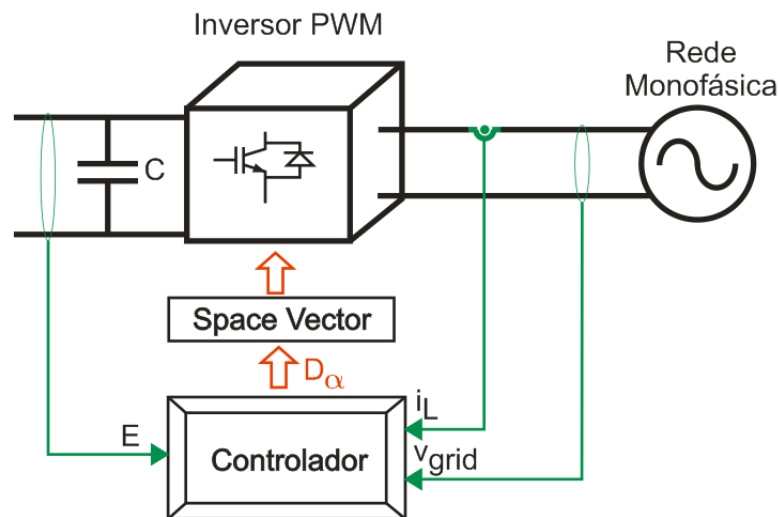 Inversor PWM
Rede
Monofásica
C
Space Vector
Dα
iL
E
vgrid
Controlador